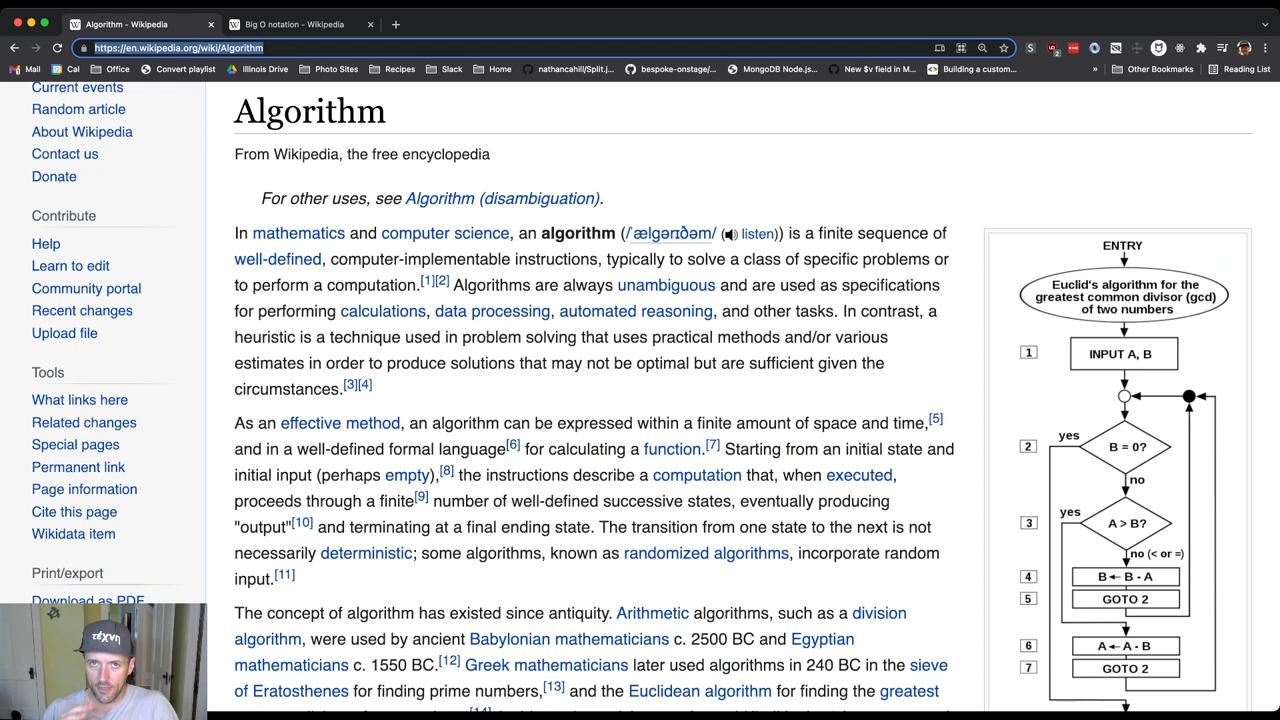 Algorithm - Wikipedia
Big O notation - Wikipedia
https://en.wikipedia.org/wiki/Algorithm
Mail
Cal
Office
Convert playlist
Illinois Drive
Photo Sites
Recipes
Slack
Home
nathancahill/Split.j...
bespoke-onstage/...
MongoDB Node.js...
New $v field in M...
Building a custom...
»
Other Bookmarks
Reading List
Current events
Random article
About Wikipedia
Contact us
Donate
Contribute
Help
Learn to edit
Community portal
Recent changes
Upload file
Tools
What links here
Related changes
Special pages
Permanent link
Page information
Cite this page
Wikidata item
Print/export
Download as PDF
τέχνη
Algorithm
From Wikipedia, the free encyclopedia
For other uses, see Algorithm (disambiguation).
In mathematics and computer science, an algorithm (/ˈælɡərɪðəm/ (listen)) is a finite sequence of
well-defined, computer-implementable instructions, typically to solve a class of specific problems or
to perform a computation.[1][2] Algorithms are always unambiguous and are used as specifications
for performing calculations, data processing, automated reasoning, and other tasks. In contrast, a
heuristic is a technique used in problem solving that uses practical methods and/or various
estimates in order to produce solutions that may not be optimal but are sufficient given the
circumstances.[3][4]
As an effective method, an algorithm can be expressed within a finite amount of space and time,[5]
and in a well-defined formal language[6] for calculating a function.[7] Starting from an initial state and
initial input (perhaps empty),[8] the instructions describe a computation that, when executed,
proceeds through a finite[9] number of well-defined successive states, eventually producing
"output"[10] and terminating at a final ending state. The transition from one state to the next is not
necessarily deterministic; some algorithms, known as randomized algorithms, incorporate random
input.[11]
The concept of algorithm has existed since antiquity. Arithmetic algorithms, such as a division
algorithm, were used by ancient Babylonian mathematicians c. 2500 BC and Egyptian
mathematicians c. 1550 BC.[12] Greek mathematicians later used algorithms in 240 BC in the sieve
of Eratosthenes for finding prime numbers,[13] and the Euclidean algorithm for finding the greatest
ENTRY
Euclid's algorithm for the
greatest common divisor (gcd)
of two numbers
1
INPUT A, B
yes
2
B = 0?
no
yes
3
A > B?
no (< or =)
4
B ← B - A
5
GOTO 2
6
A ← A - B
7
GOTO 2